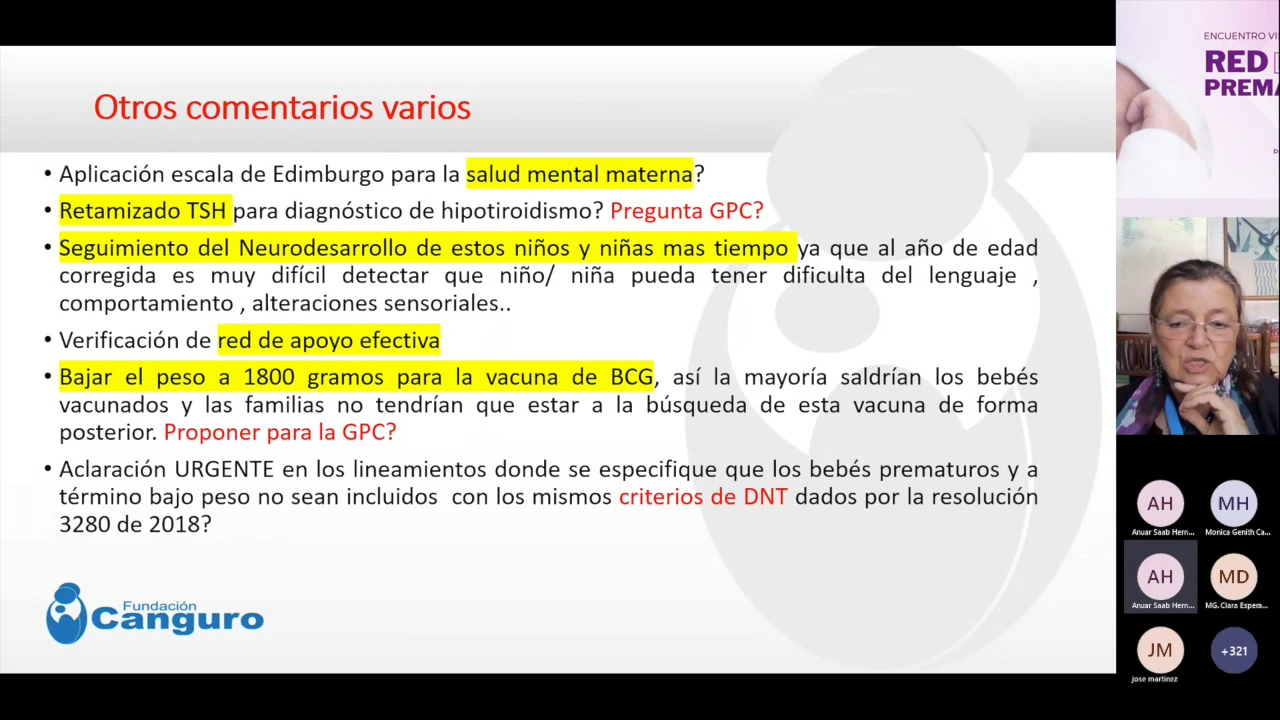 Otros comentarios varios
• Aplicación escala de Edimburgo para la salud mental materna?
• Retamizado TSH para diagnóstico de hipotiroidismo? Pregunta GPC?
• Seguimiento del Neurodesarrollo de estos niños y niñas mas tiempo ya que al año de edad
corregida es muy difícil detectar que niño/ niña pueda tener dificulta del lenguaje ,
comportamiento , alteraciones sensoriales..
• Verificación de red de apoyo efectiva
• Bajar el peso a 1800 gramos para la vacuna de BCG, así la mayoría saldrían los bebés
vacunados y las familias no tendrían que estar a la búsqueda de esta vacuna de forma
posterior. Proponer para la GPC?
• Aclaración URGENTE en los lineamientos donde se especifique que los bebés prematuros y a
término bajo peso no sean incluidos con los mismos criterios de DNT dados por la resolución
3280 de 2018?
Fundación
Canguro
ENCUENTRO VI
RED
PREMA
AH
Anuar Saab Hern...
MH
Monica Genith Ca...
AH
Anuar Saab Hern...
MD
MG. Clara Espera...
JM
jose martinez
+321